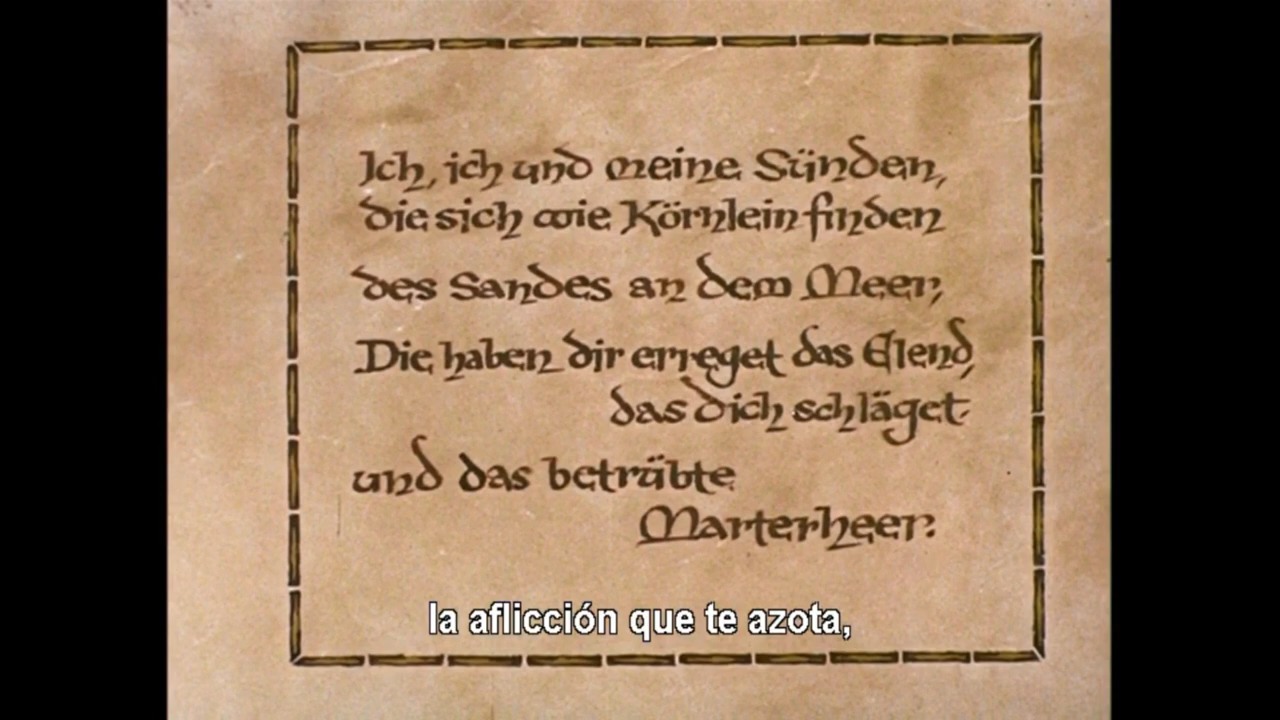 Ich, ich und meine Sünden,
die sich wie Körnlein finden
des Sandes an dem Meer,
Die haben dir erreget das Elend,
das dich schläget
und das betrübte
Marterheer.
la aflicción que te azota,